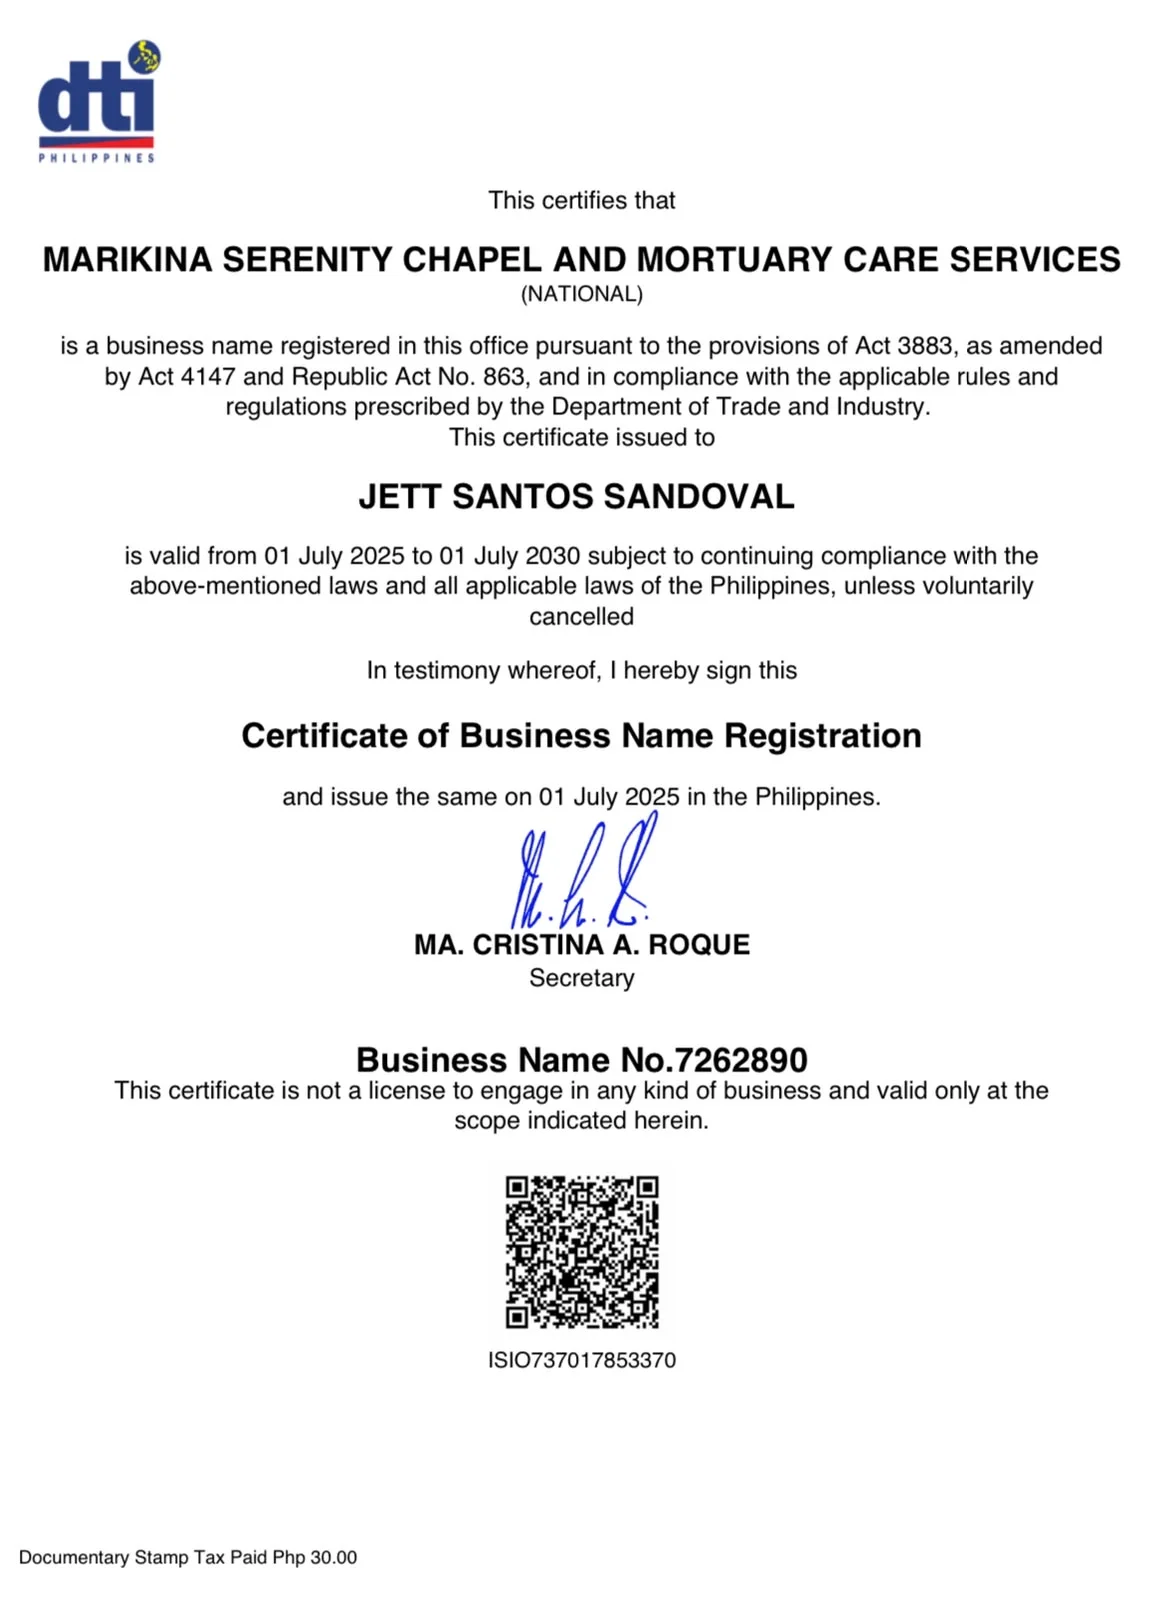 dti
PHILIPPINES
This certifies that
MARIKINA SERENITY CHAPEL AND MORTUARY CARE SERVICES
(NATIONAL)
is a business name registered in this office pursuant to the provisions of Act 3883, as amended
by Act 4147 and Republic Act No. 863, and in compliance with the applicable rules and
regulations prescribed by the Department of Trade and Industry.
This certificate issued to
JETT SANTOS SANDOVAL
is valid from 01 July 2025 to 01 July 2030 subject to continuing compliance with the
above-mentioned laws and all applicable laws of the Philippines, unless voluntarily
cancelled
In testimony whereof, I hereby sign this
Certificate of Business Name Registration
and issue the same on 01 July 2025 in the Philippines.
MA. CRISTINA A. ROQUE
Secretary
Business Name No.7262890
This certificate is not a license to engage in any kind of business and valid only at the
scope indicated herein.
ISIO737017853370
Documentary Stamp Tax Paid Php 30.00